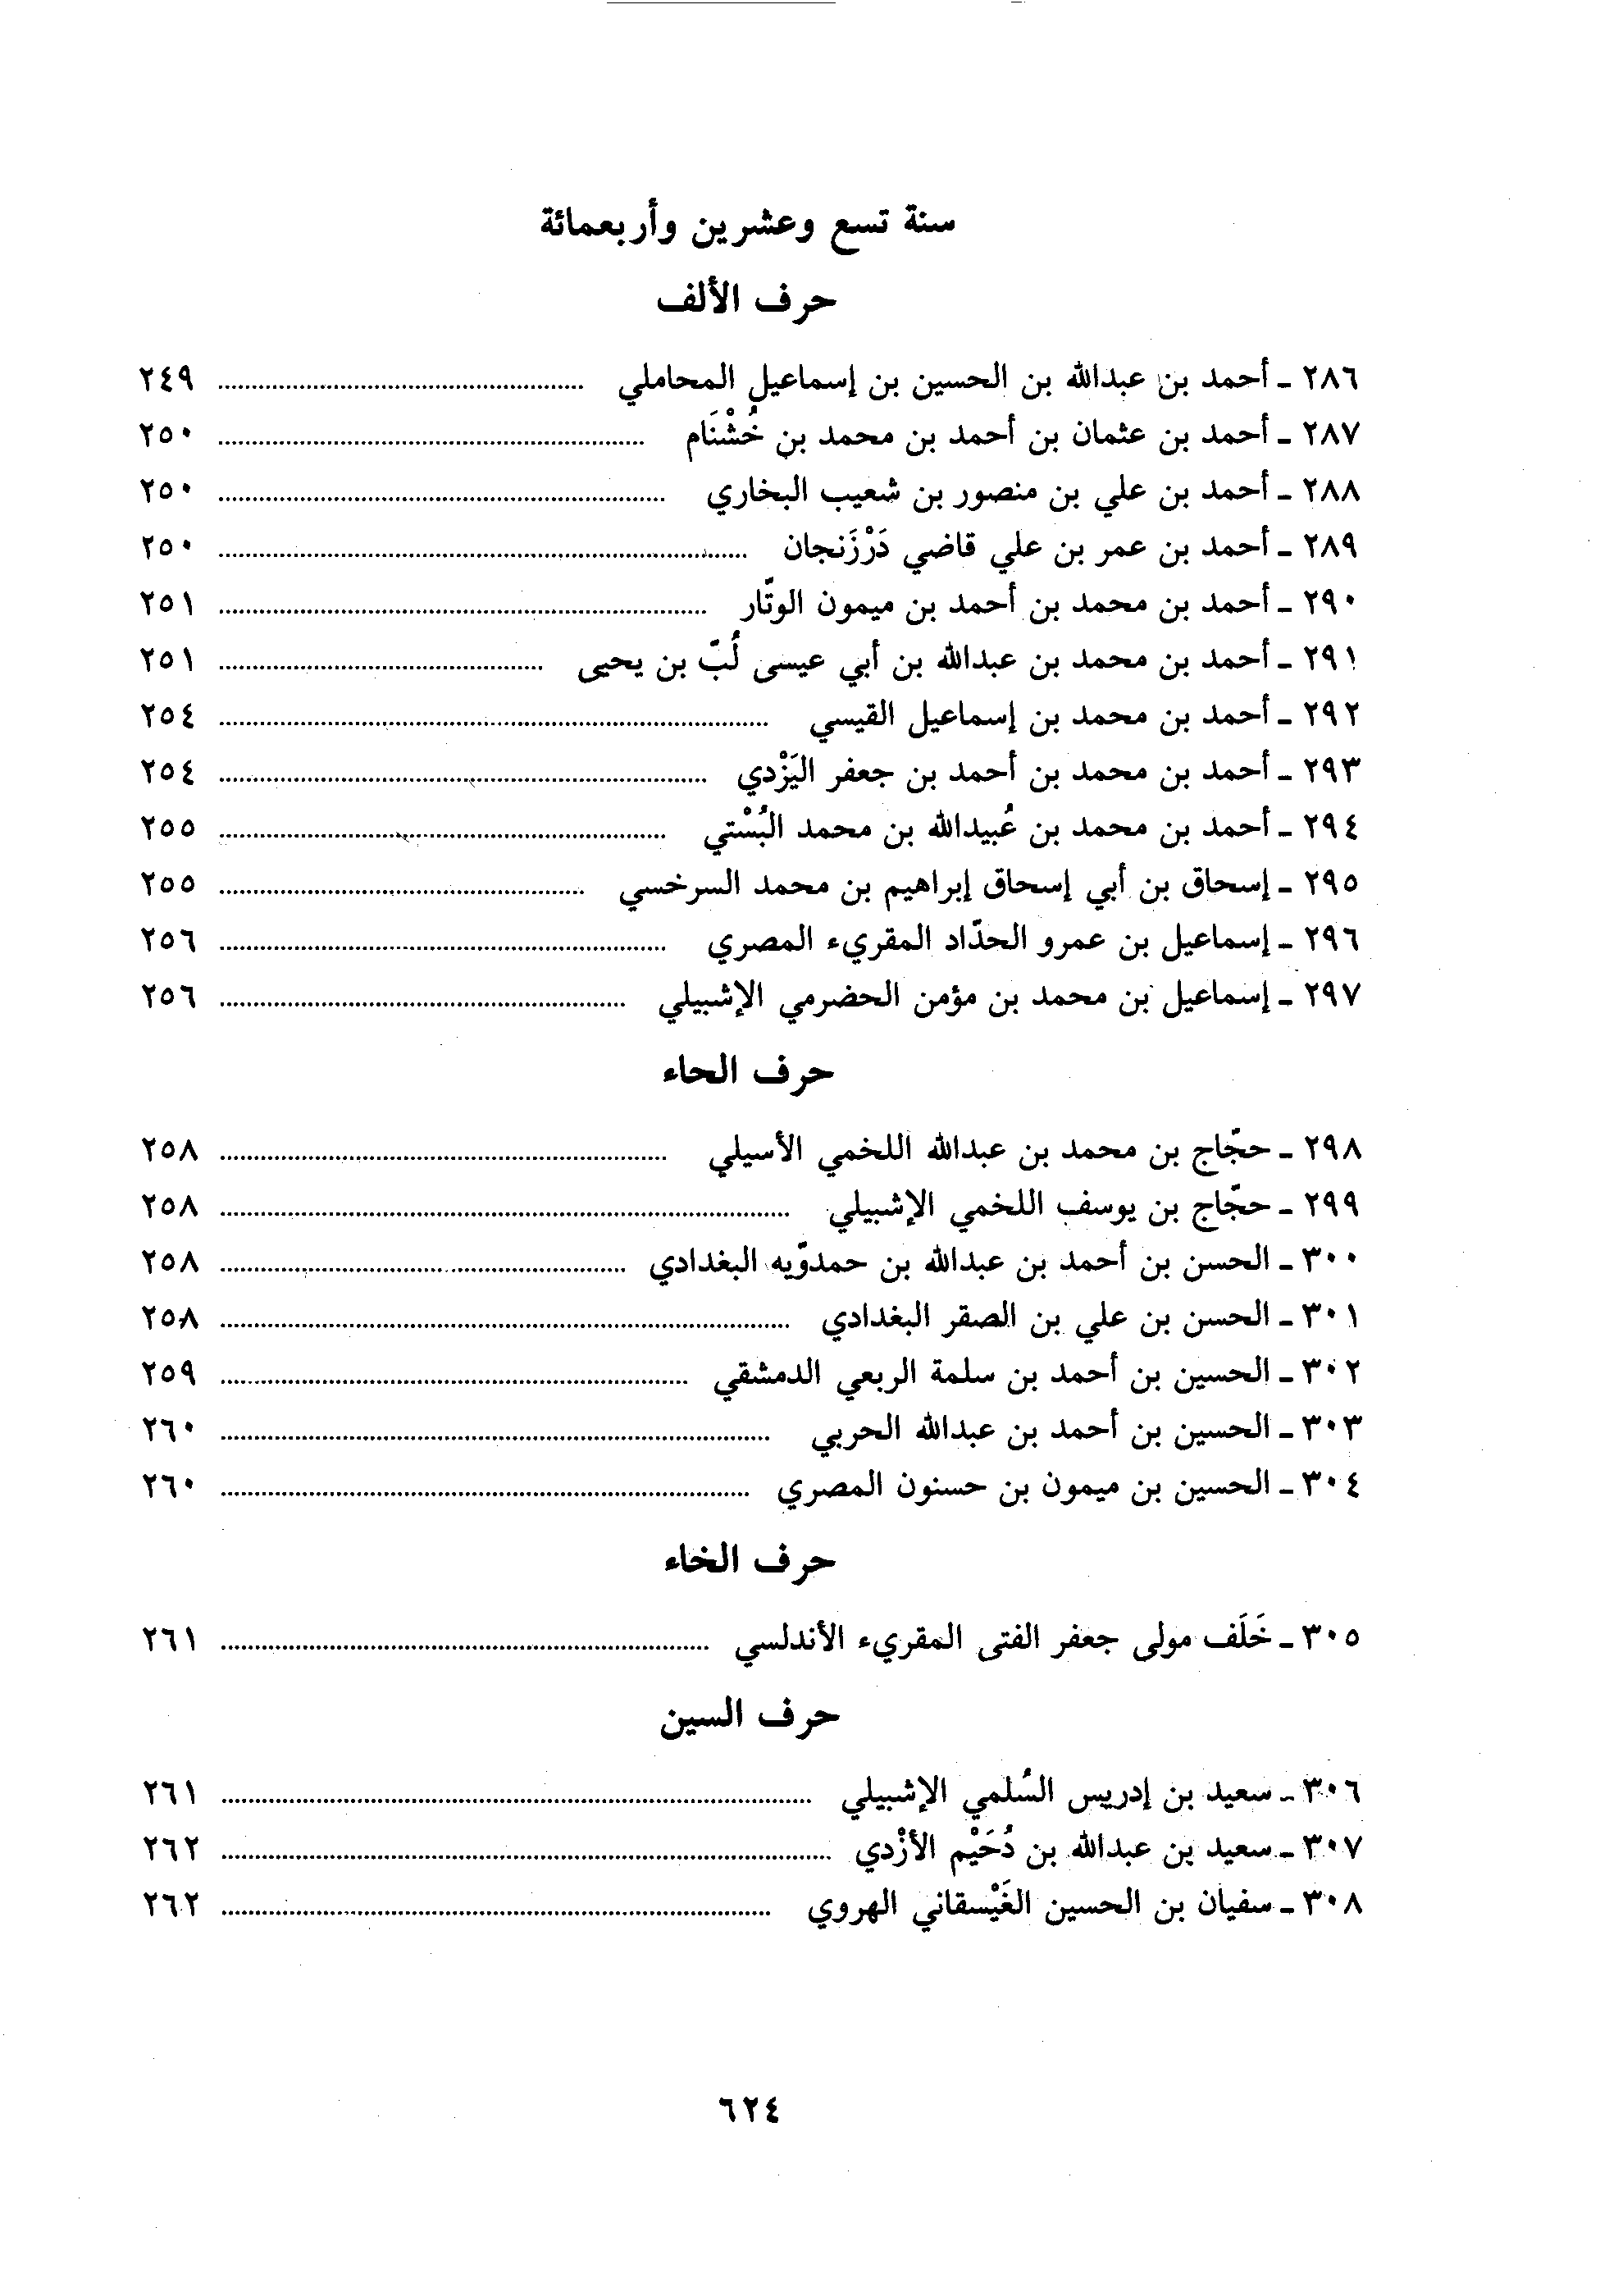 سنة تسع وعشرين وأربعمائة
حرف الألف
٢٨٦ - أحمد بن عبدالله بن الحسين بن إسماعيل المحاملي ........ ٢٤٩
٢٨٧ - أحمد بن عثمان بن أحمد بن محمد بن خُشْنَام ........ ٢٥٠
٢٨٨ - أحمد بن علي بن منصور بن شعيب البخاري ........ ٢٥٠
٢٨٩ - أحمد بن عمر بن علي قاضي دَرْزَنجان ........ ٢٥٠
٢٩٠ - أحمد بن محمد بن أحمد بن ميمون الوتّار ........ ٢٥١
٢٩١ - أحمد بن محمد بن عبدالله بن أبي عيسى لُبّ بن يحيى ........ ٢٥١
٢٩٢ - أحمد بن محمد بن إسماعيل القيسي ........ ٢٥٤
٢٩٣ - أحمد بن محمد بن أحمد بن جعفر اليَزْدي ........ ٢٥٤
٢٩٤ - أحمد بن محمد بن عُبيدالله بن محمد البُسْتي ........ ٢٥٥
٢٩٥ - إسحاق بن أبي إسحاق إبراهيم بن محمد السرخسي ........ ٢٥٥
٢٩٦ - إسماعيل بن عمرو الحدّاد المقريء المصري ........ ٢٥٦
٢٩٧ - إسماعيل بن محمد بن مؤمن الحضرمي الإشبيلي ........ ٢٥٦
حرف الحاء
٢٩٨ - حجّاج بن محمد بن عبدالله اللخمي الأسيلي ........ ٢٥٨
٢٩٩ - حجّاج بن يوسف اللخمي الإشبيلي ........ ٢٥٨
٣٠٠ - الحسن بن أحمد بن عبدالله بن حمدوّيه البغدادي ........ ٢٥٨
٣٠١ - الحسن بن علي بن الصقر البغدادي ........ ٢٥٨
٣٠٢ - الحسين بن أحمد بن سلمة الربعي الدمشقي ........ ٢٥٩
٣٠٣ - الحسين بن أحمد بن عبدالله الحربي ........ ٢٦٠
٣٠٤ - الحسين بن ميمون بن حسنون المصري ........ ٢٦٠
حرف الخاء
٣٠٥ - خَلَف مولى جعفر الفتى المقريء الأندلسي ........ ٢٦١
حرف السين
٣٠٦ - سعيد بن إدريس السُلمي الإشبيلي ........ ٢٦١
٣٠٧ - سعيد بن عبدالله بن دُحَيْم الأزْدي ........ ٢٦٢
٣٠٨ - سفيان بن الحسين الغَيْسقاني الهروي ........ ٢٦٢
٦٢٤